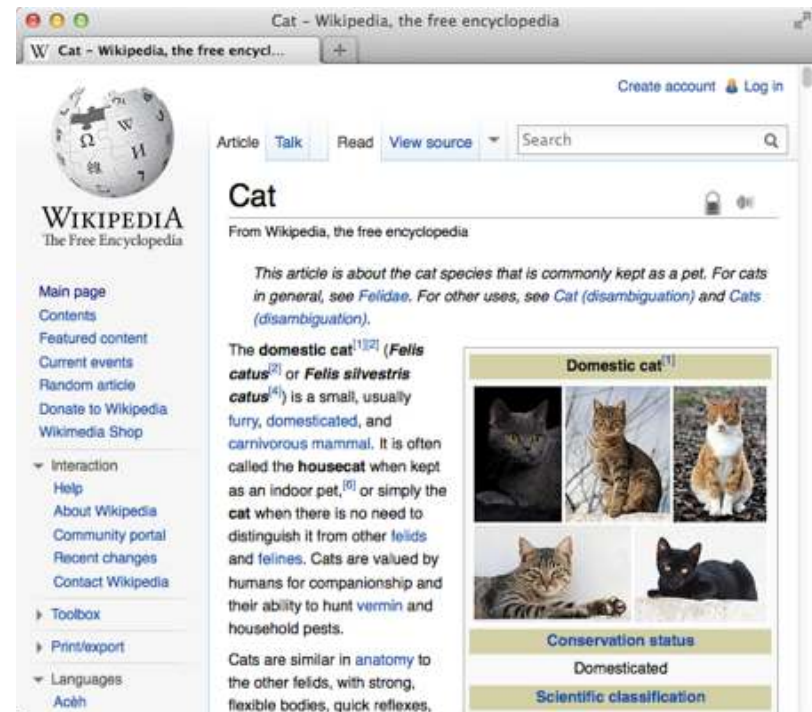 Cat – Wikipedia, the free encyclopedia
W Cat – Wikipedia, the free encycl...
+
Create account Log in
Article Talk Read View source Search
WIKIPEDIA
The Free Encyclopedia
Main page
Contents
Featured content
Current events
Random article
Donate to Wikipedia
Wikimedia Shop
Interaction
Help
About Wikipedia
Community portal
Recent changes
Contact Wikipedia
Toolbox
Print/export
Languages
Acèh
Cat
From Wikipedia, the free encyclopedia
This article is about the cat species that is commonly kept as a pet. For cats
in general, see Felidae. For other uses, see Cat (disambiguation) and Cats
(disambiguation).
The domestic cat[1][2] (Felis
catus[2] or Felis silvestris
catus[4]) is a small, usually
furry, domesticated, and
carnivorous mammal. It is often
called the housecat when kept
as an indoor pet,[6] or simply the
cat when there is no need to
distinguish it from other felids
and felines. Cats are valued by
humans for companionship and
their ability to hunt vermin and
household pests.
Cats are similar in anatomy to
the other felids, with strong,
flexible bodies, quick reflexes,
Domestic cat[1]
Conservation status
Domesticated
Scientific classification